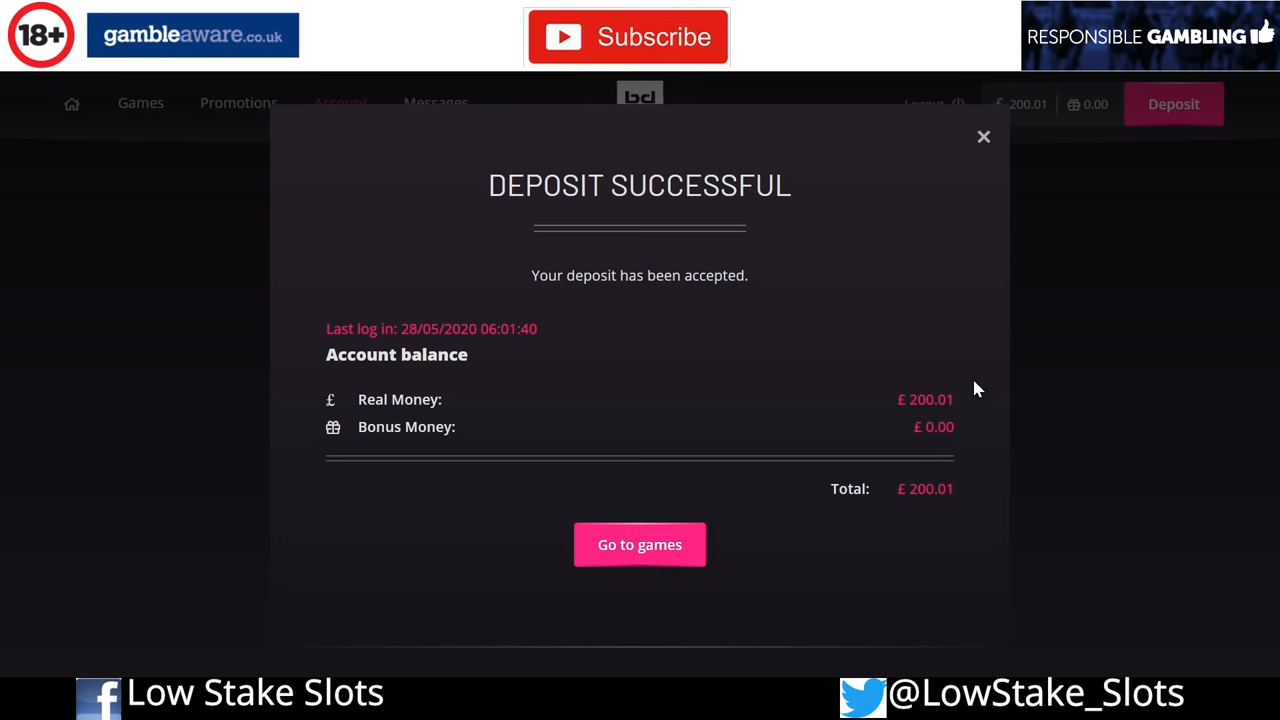 18+
gambleaware.co.uk
Subscribe
RESPONSIBLE GAMBLING
Games Promotions Account Messages bd Logout £ 200.01 0.00 Deposit
DEPOSIT SUCCESSFUL
Your deposit has been accepted.
Last log in: 28/05/2020 06:01:40
Account balance
£ Real Money: £ 200.01
Bonus Money: £ 0.00
Total: £ 200.01
Go to games
f Low Stake Slots
@LowStake_Slots